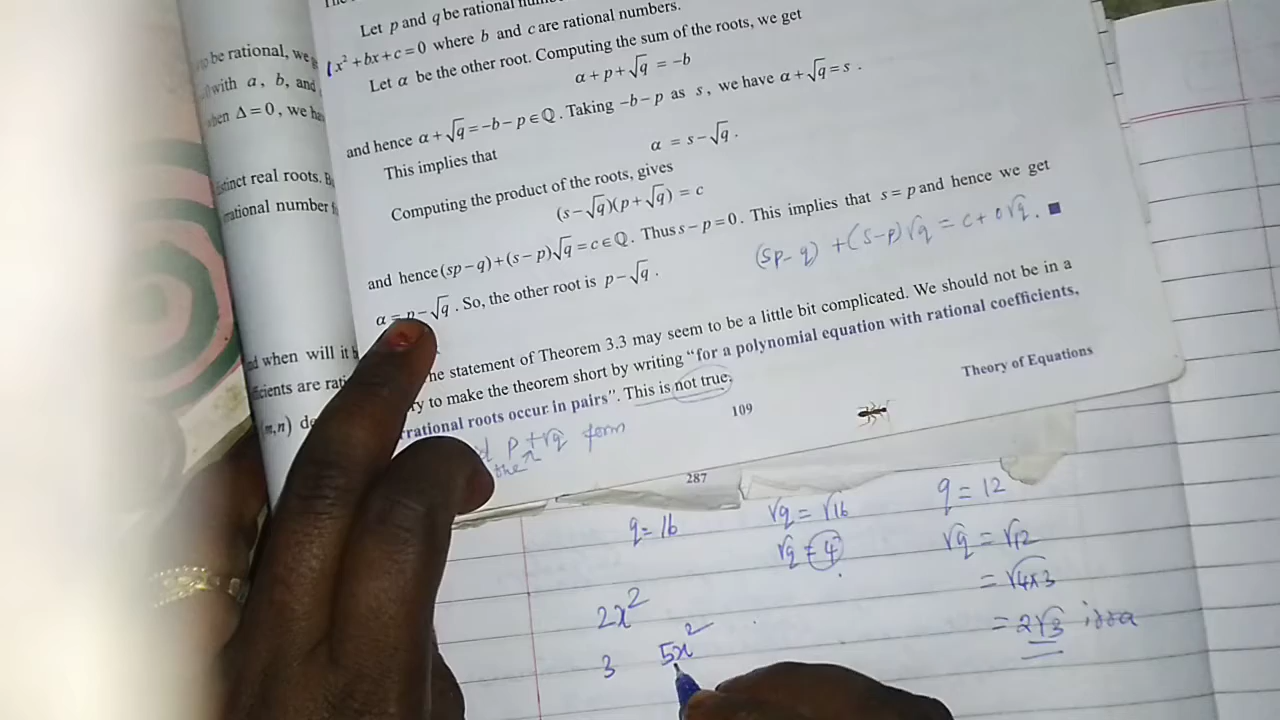 Let p and q be rational
x² + bx + c = 0 where b and c are rational numbers.
Let α be the other root. Computing the sum of the roots, we get
α + p + √q = −b
and hence α + √q = −b − p ∈ ℚ. Taking −b − p as s, we have α + √q = s.
This implies that
α = s − √q.
Computing the product of the roots, gives
(s − √q)(p + √q) = c
and hence (sp − q) + (s − p)√q = c ∈ ℚ. Thus s − p = 0. This implies that s = p and hence we get
(sp − q) + (s − p)√q = c + 0√q. ■
α = p − √q. So, the other root is p − √q.
statement of Theorem 3.3 may seem to be a little bit complicated. We should not be in a
to make the theorem short by writing "for a polynomial equation with rational coefficients,
irrational roots occur in pairs". This is not true.
Theory of Equations
109
p + √q form
the
287
to be rational, we
with a, b, and
when Δ = 0, we
distinct real roots.
rational number
and when will it
(m,n)
q = 16
√q = √16
√q = 4
q = 12
√q = √12
= √4×3
= 2√3 irra
2x²
3 5x²